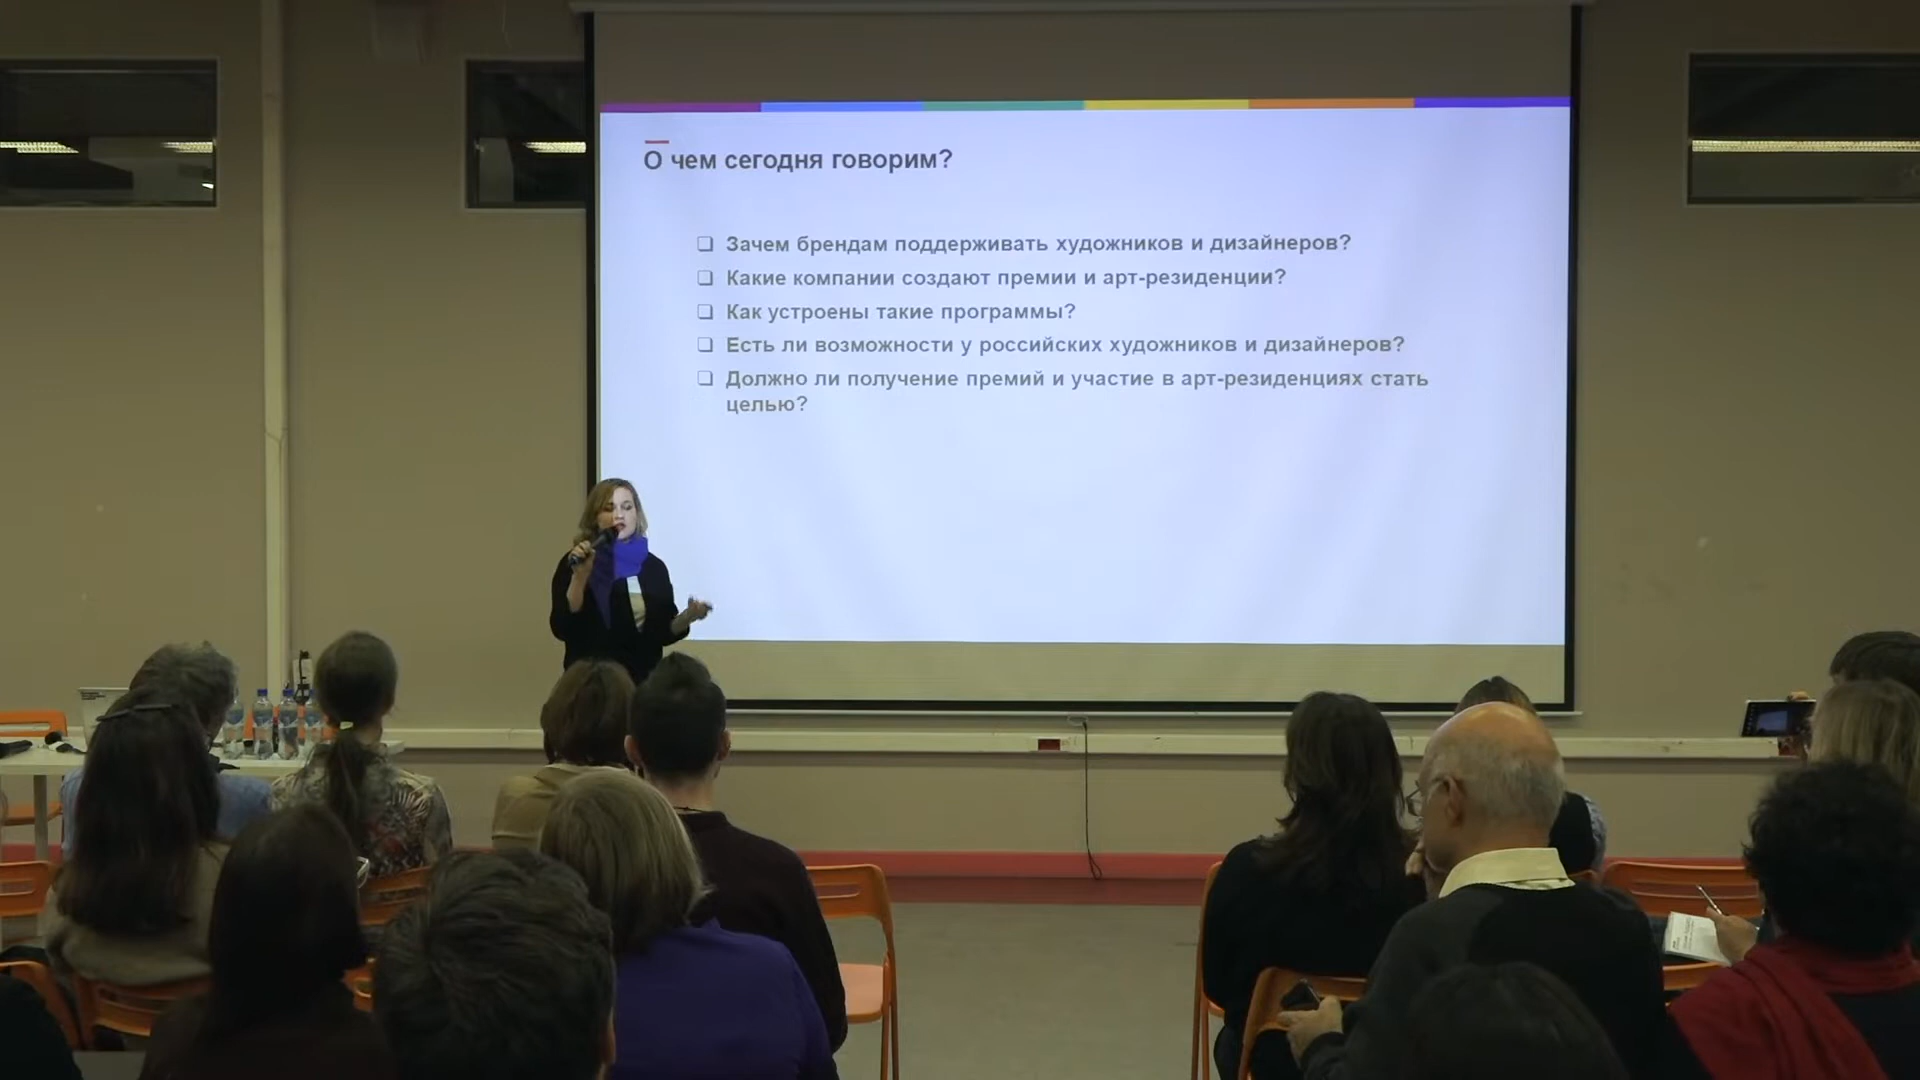 О чем сегодня говорим?
Зачем брендам поддерживать художников и дизайнеров?
Какие компании создают премии и арт-резиденции?
Как устроены такие программы?
Есть ли возможности у российских художников и дизайнеров?
Должно ли получение премий и участие в арт-резиденциях стать
целью?